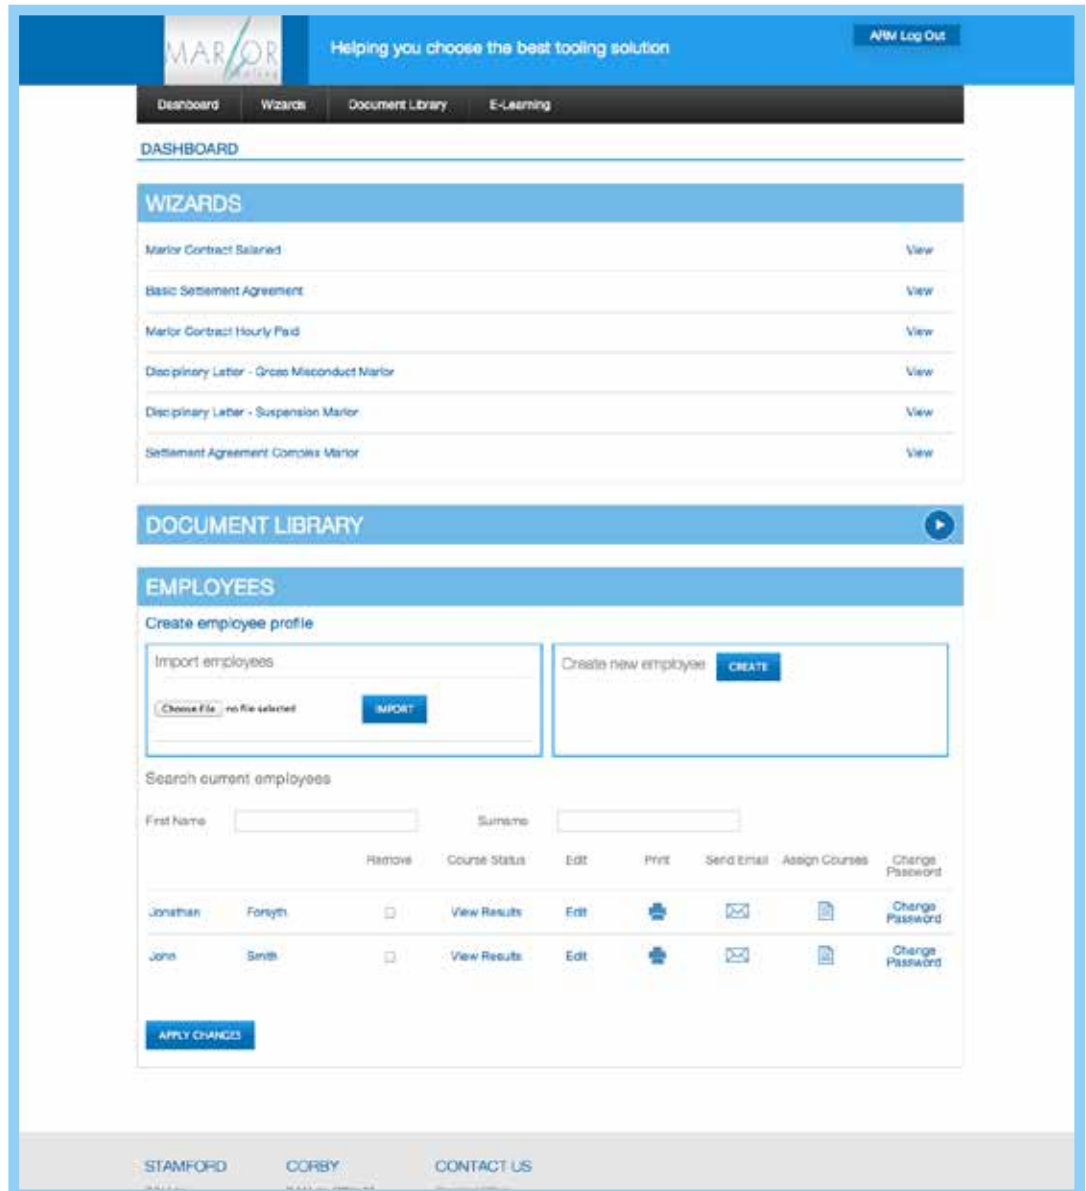 MARLOR
tooling
Helping you choose the best tooling solution
ARM Log Out
Dashboard Wizards Document Library E-Learning
DASHBOARD
WIZARDS
Marlor Contract Salaried View
Basic Settlement Agreement View
Marlor Contract Hourly Paid View
Disciplinary Letter - Gross Misconduct Marlor View
Disciplinary Letter - Suspension Marlor View
Settlement Agreement Complex Marlor View
DOCUMENT LIBRARY
EMPLOYEES
Create employee profile
Import employees
Choose File no file selected IMPORT
Create new employee CREATE
Search current employees
First Name Surname
Remove Course Status Edit Print Send Email Assign Courses Change Password
Jonathan Forsyth View Results Edit Change Password
John Smith View Results Edit Change Password
APPLY CHANGES
STAMFORD CORBY CONTACT US